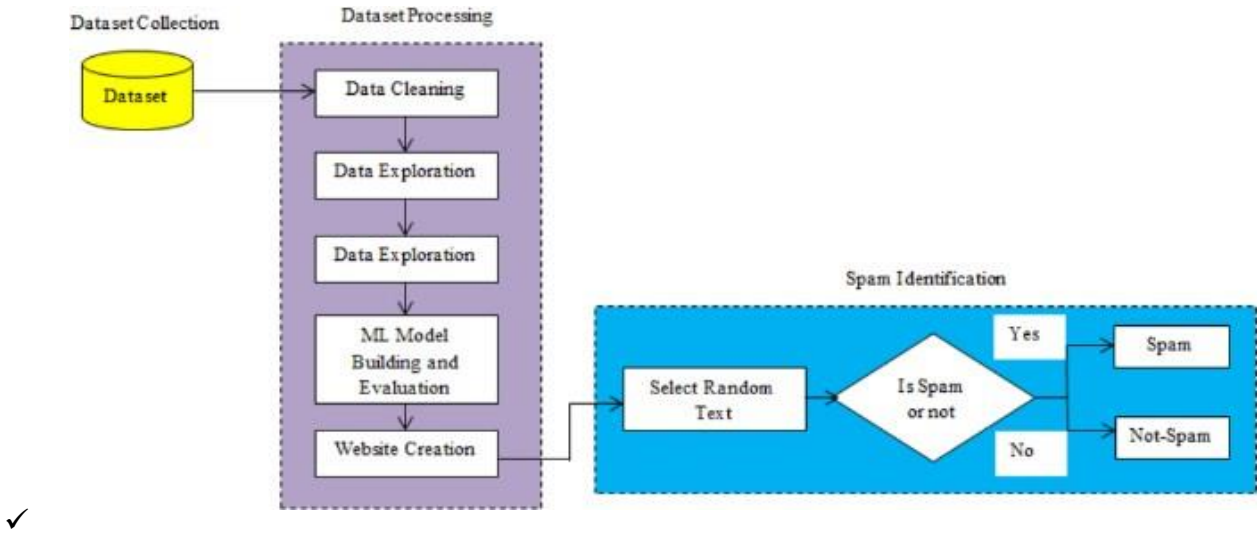 Dataset Collection
Dataset Processing
Dataset
Data Cleaning
Data Exploration
Data Exploration
ML Model
Building and
Evaluation
Website Creation
Spam Identification
Select Random
Text
Is Spam
or not
Yes
No
Spam
Not-Spam